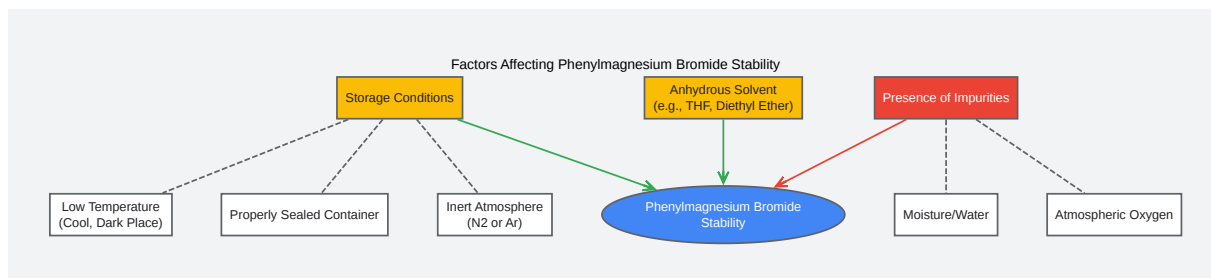 Factors Affecting Phenylmagnesium Bromide Stability
Storage Conditions
Anhydrous Solvent
(e.g., THF, Diethyl Ether)
Presence of Impurities
Low Temperature
(Cool, Dark Place)
Properly Sealed Container
Inert Atmosphere
(N2 or Ar)
Phenylmagnesium Bromide
Stability
Moisture/Water
Atmospheric Oxygen